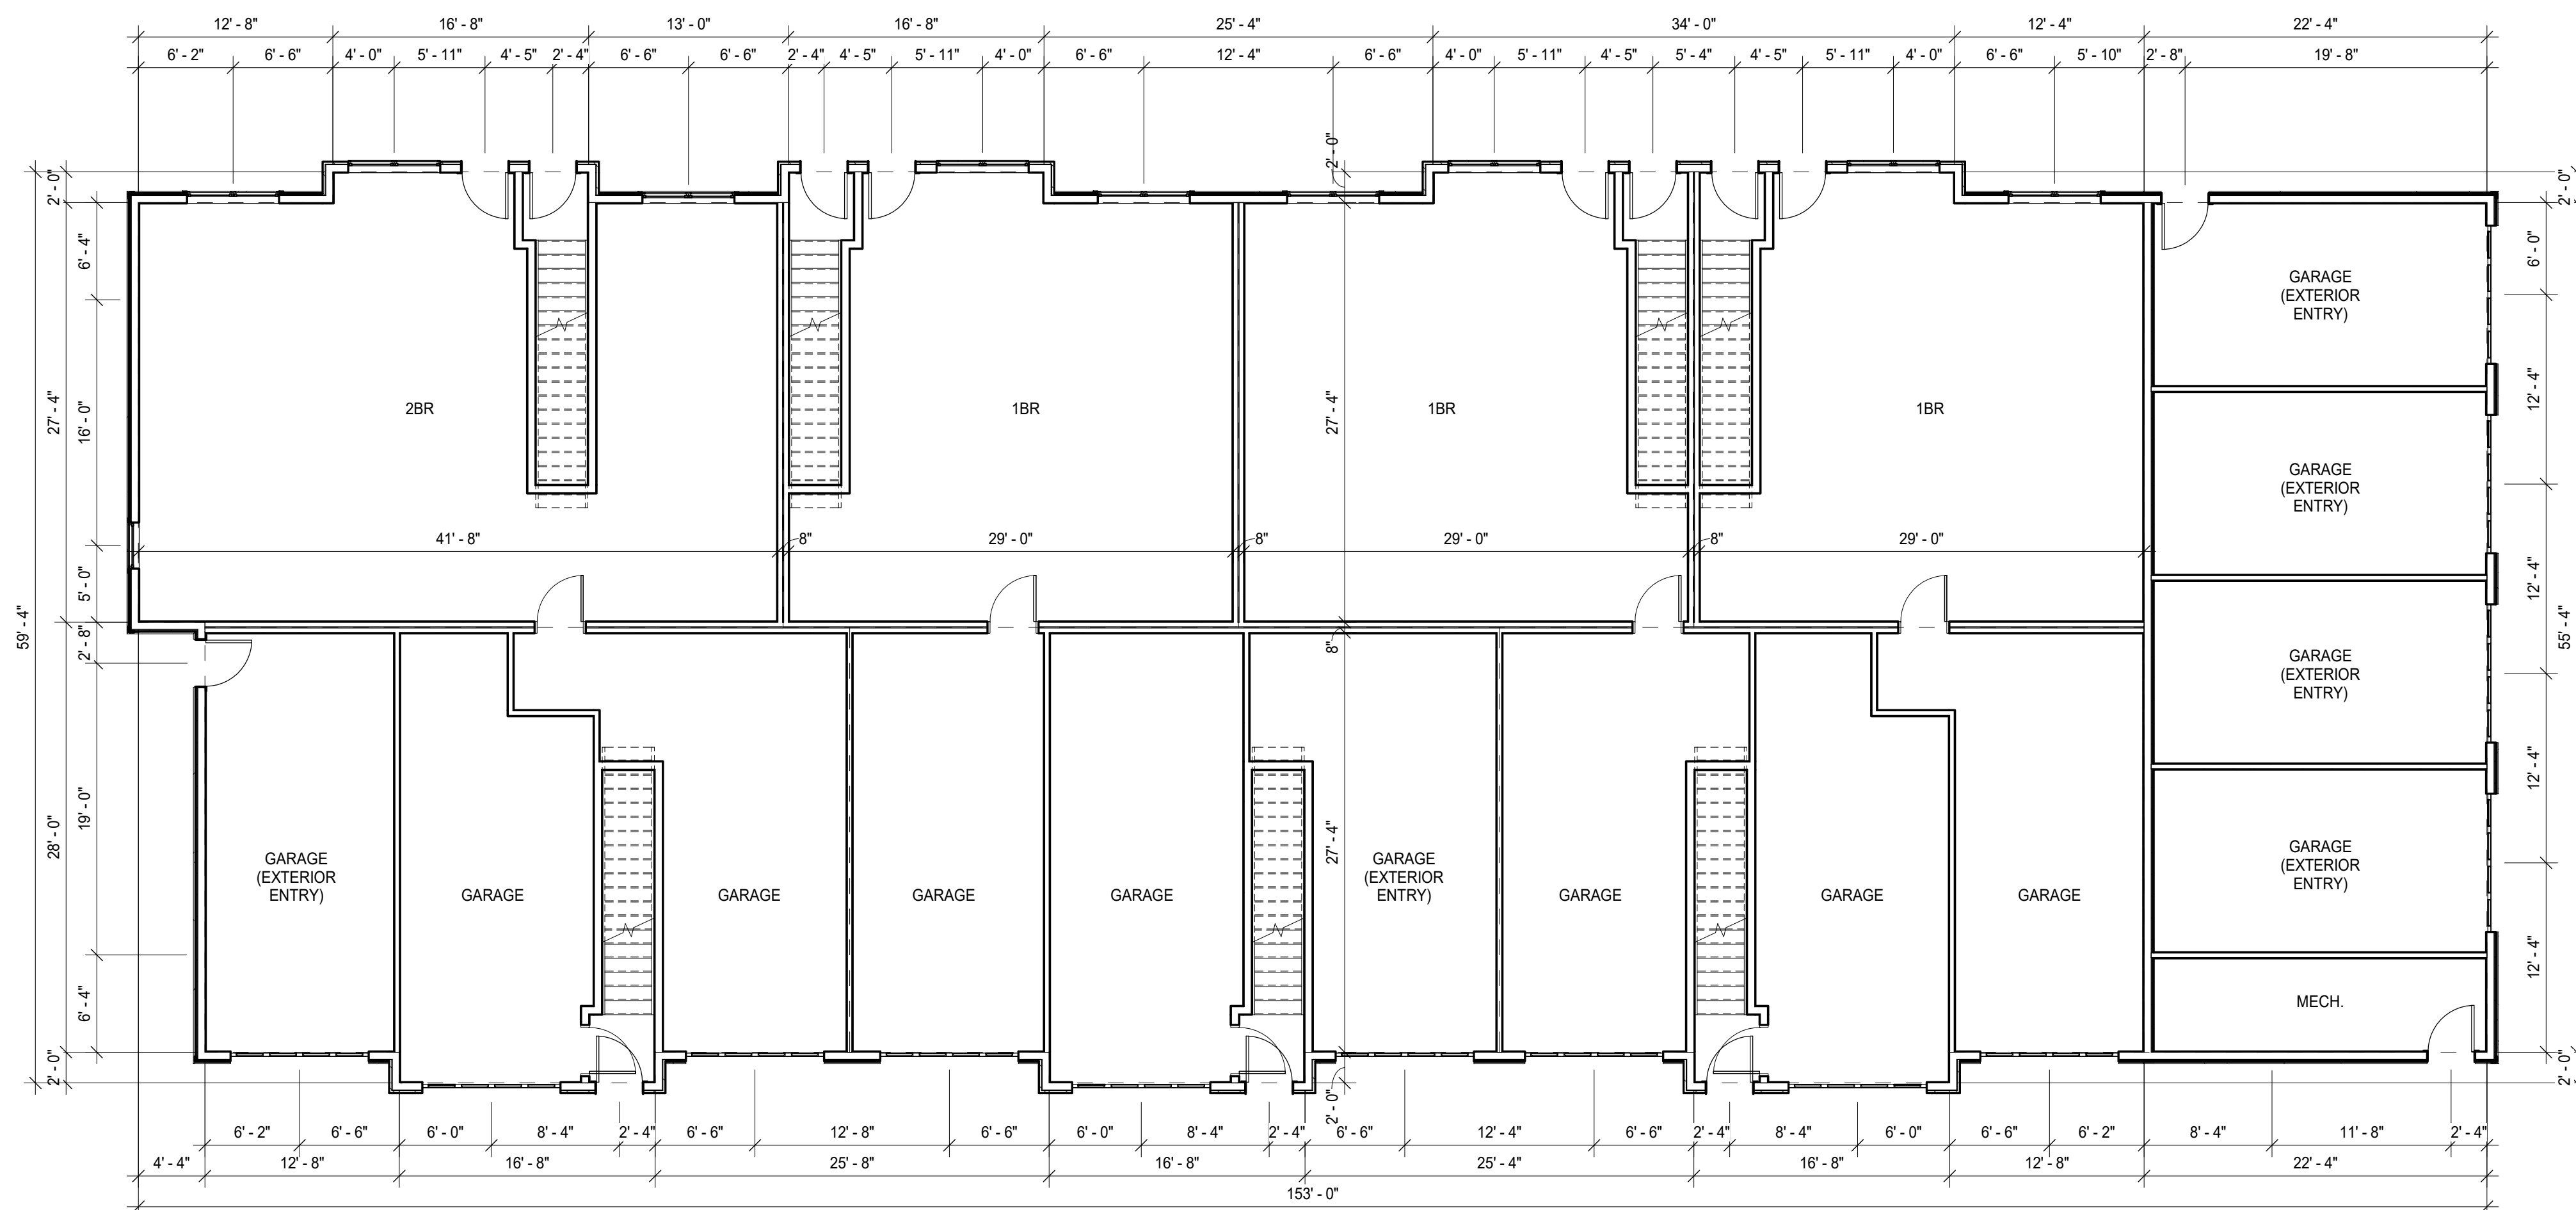 12' - 8" 16' - 8" 13' - 0" 16' - 8" 25' - 4" 34' - 0" 12' - 4" 22' - 4"
6' - 2" 6' - 6" 4' - 0" 5' - 11" 4' - 5" 2' - 4" 6' - 6" 6' - 6" 2' - 4" 4' - 5" 5' - 11" 4' - 0" 6' - 6" 12' - 4" 6' - 6" 4' - 0" 5' - 11" 4' - 5" 5' - 4" 4' - 5" 5' - 11" 4' - 0" 6' - 6" 5' - 10" 2' - 8" 19' - 8"
59' - 4"
2' - 0"
27' - 4"
28' - 0"
2' - 0"
6' - 4"
16' - 0"
5' - 0"
2' - 8"
19' - 0"
6' - 4"
2' - 0"
27' - 4"
8"
27' - 4"
2' - 0"
2BR
1BR
1BR
1BR
41' - 8" 8" 29' - 0" 8" 29' - 0" 8" 29' - 0"
GARAGE
(EXTERIOR
ENTRY)
GARAGE
(EXTERIOR
ENTRY)
GARAGE
(EXTERIOR
ENTRY)
GARAGE
(EXTERIOR
ENTRY)
MECH.
GARAGE
(EXTERIOR
ENTRY)
GARAGE
GARAGE
GARAGE
GARAGE
GARAGE
(EXTERIOR
ENTRY)
GARAGE
GARAGE
GARAGE
2' - 0"
6' - 0"
12' - 4"
12' - 4"
12' - 4"
12' - 4"
55' - 4"
2' - 0"
6' - 2" 6' - 6" 6' - 0" 8' - 4" 2' - 4" 6' - 6" 12' - 8" 6' - 6" 6' - 0" 8' - 4" 2' - 4" 6' - 6" 12' - 4" 6' - 6" 2' - 4" 8' - 4" 6' - 0" 6' - 6" 6' - 2" 8' - 4" 11' - 8" 2' - 4"
4' - 4" 12' - 8" 16' - 8" 25' - 8" 16' - 8" 25' - 4" 16' - 8" 12' - 8" 22' - 4"
153' - 0"